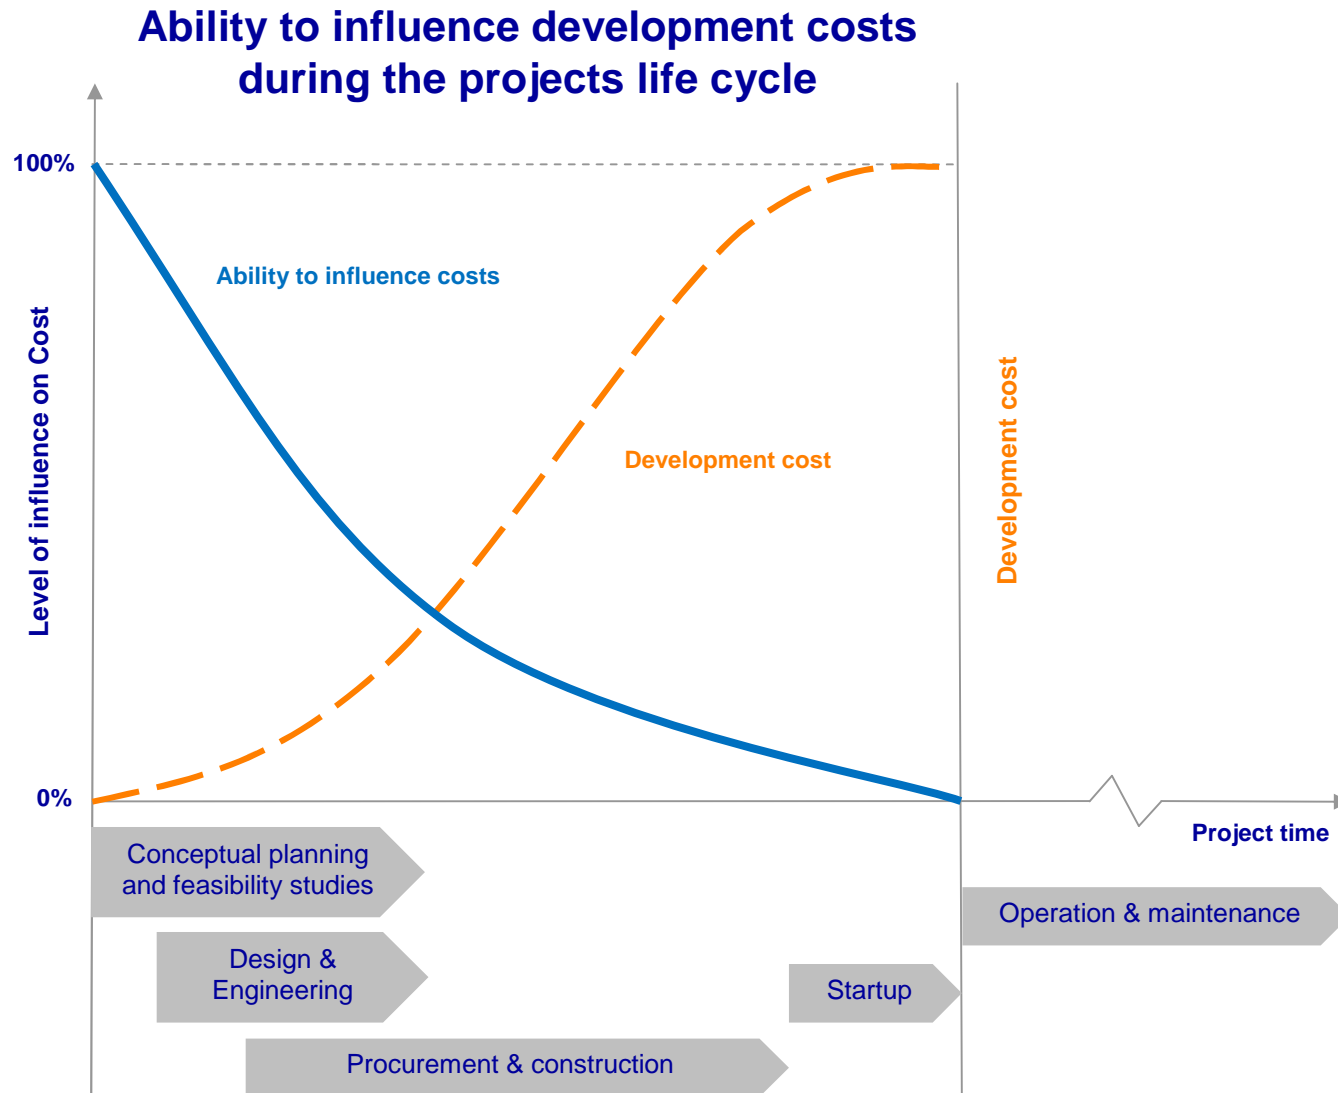 Ability to influence development costs
during the projects life cycle
100%
Ability to influence costs
Level of influence on Cost
Development cost
Development cost
0%
Project time
Conceptual planning
and feasibility studies
Operation & maintenance
Design &
Engineering
Startup
Procurement & construction